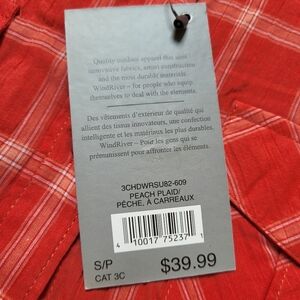 Quality outdoor apparel that uses
innovative fabrics, smart construction
and the most durable materials.
WindRiver – for people who equip
themselves to deal with the elements.
Des vêtements d'extérieur de qualité qui
allient des tissus innovateurs, une confection
intelligente et les matériaux les plus durables.
WindRiver – Pour les gens qui se
prémunissent pour affronter les éléments.
3CHDWRSU82-609
PEACH PLAID/
PÊCHE, À CARREAUX
4 10017 75237 1
S/P
CAT 3C
$39.99